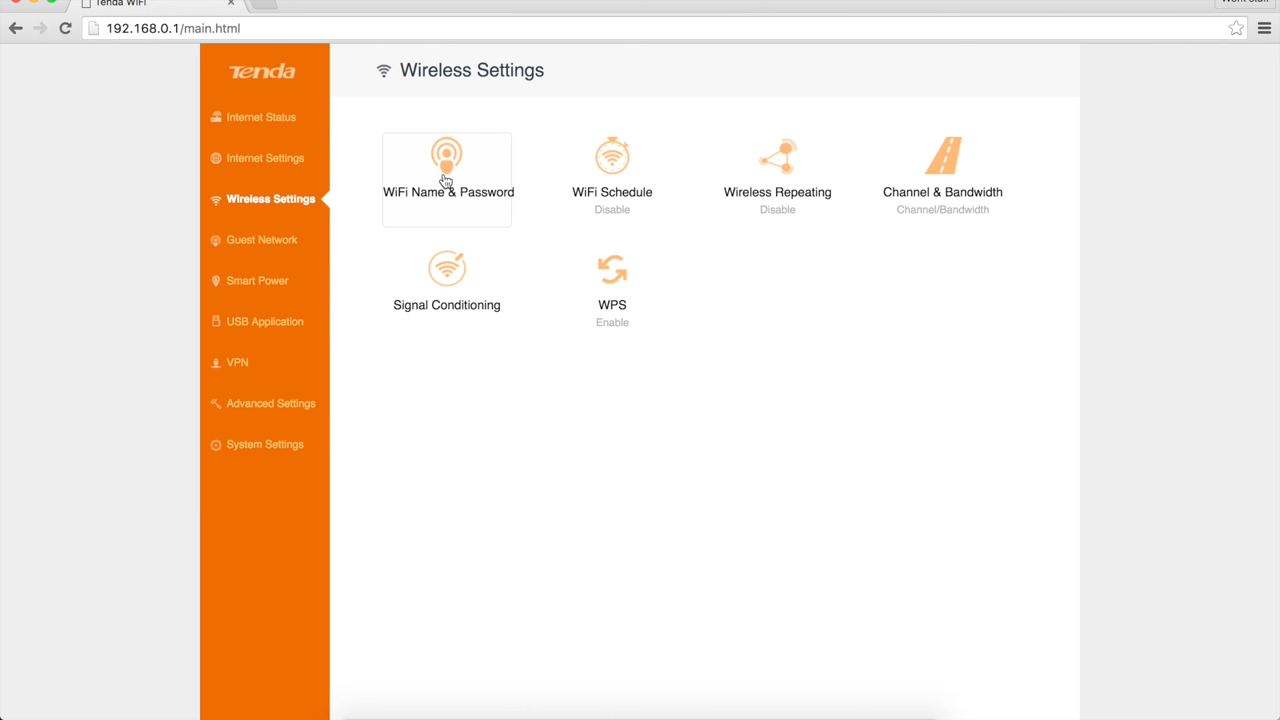 Tenda WiFi
Work Stuff
192.168.0.1/main.html
Tenda
Internet Status
Internet Settings
Wireless Settings
Guest Network
Smart Power
USB Application
VPN
Advanced Settings
System Settings
Wireless Settings
WiFi Name & Password
WiFi Schedule
Disable
Wireless Repeating
Disable
Channel & Bandwidth
Channel/Bandwidth
Signal Conditioning
WPS
Enable